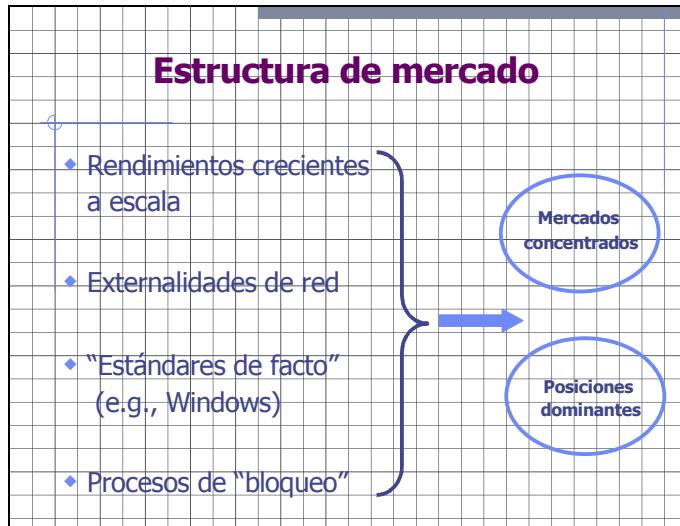 Estructura de mercado
Rendimientos crecientes
a escala
Externalidades de red
“Estándares de facto”
(e.g., Windows)
Procesos de “bloqueo”
Mercados
concentrados
Posiciones
dominantes